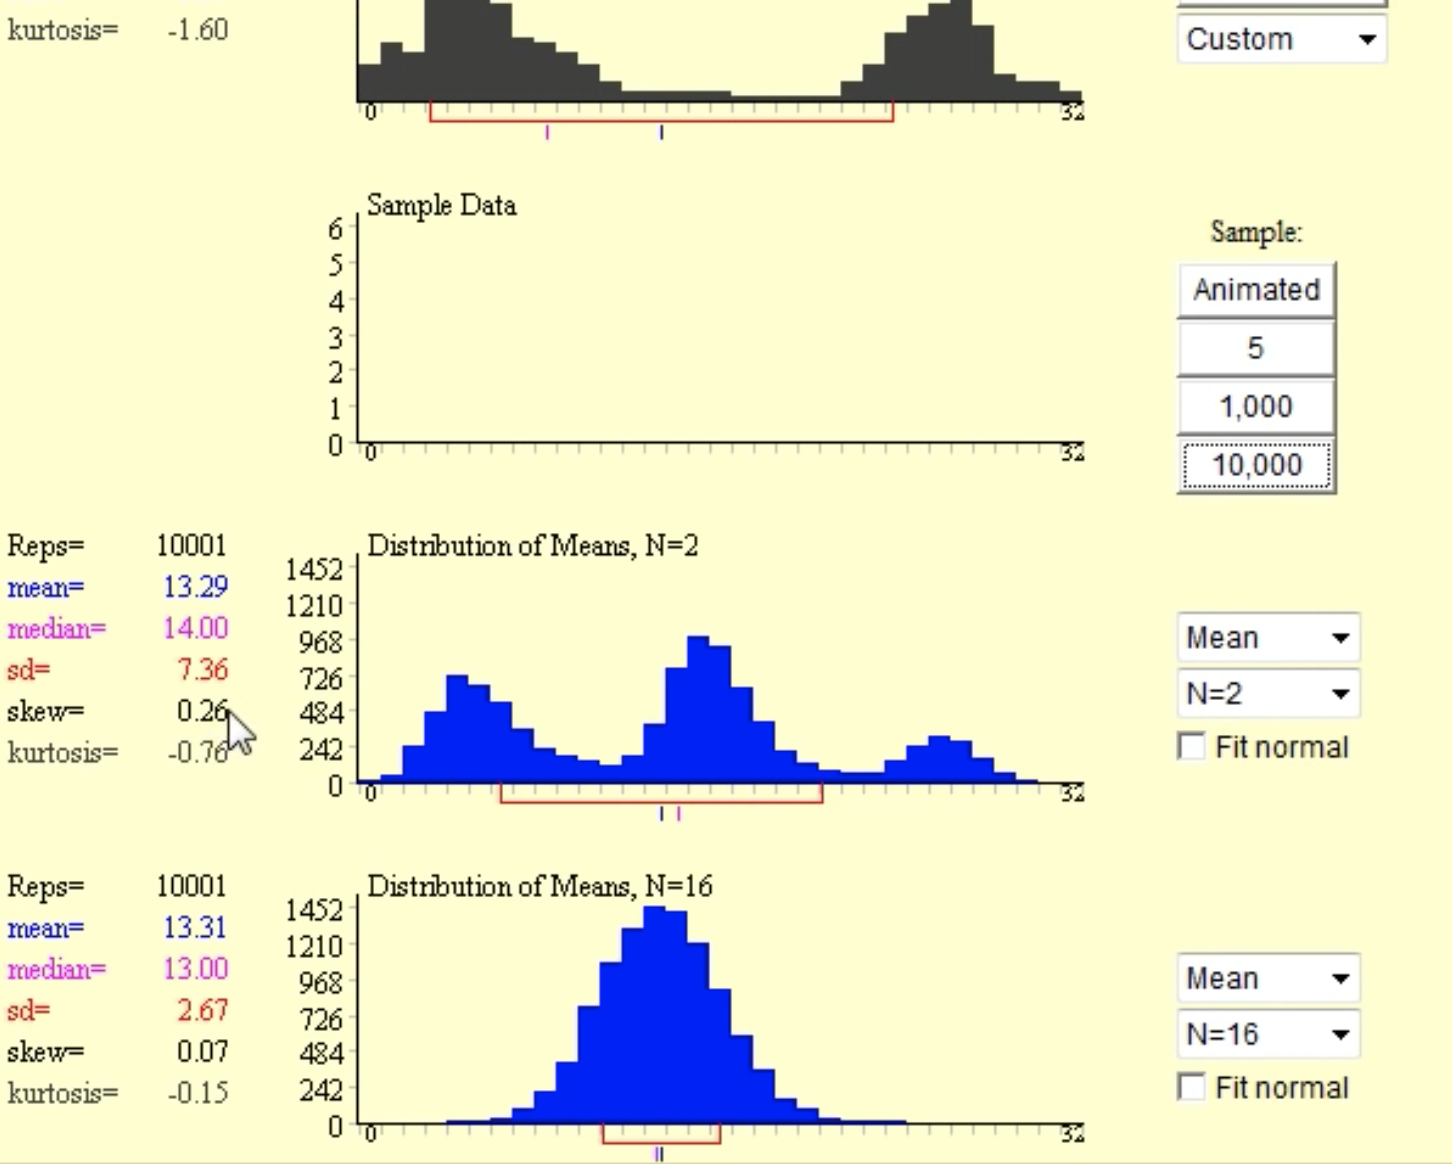 kurtosis= -1.60
Custom
0 32
Sample Data
6
5
4
3
2
1
0
0 32
Sample:
Animated
5
1,000
10,000
Reps= 10001
mean= 13.29
median= 14.00
sd= 7.36
skew= 0.26
kurtosis= -0.76
Distribution of Means, N=2
1452
1210
968
726
484
242
0
0 32
Mean
N=2
Fit normal
Reps= 10001
mean= 13.31
median= 13.00
sd= 2.67
skew= 0.07
kurtosis= -0.15
Distribution of Means, N=16
1452
1210
968
726
484
242
0
0 32
Mean
N=16
Fit normal